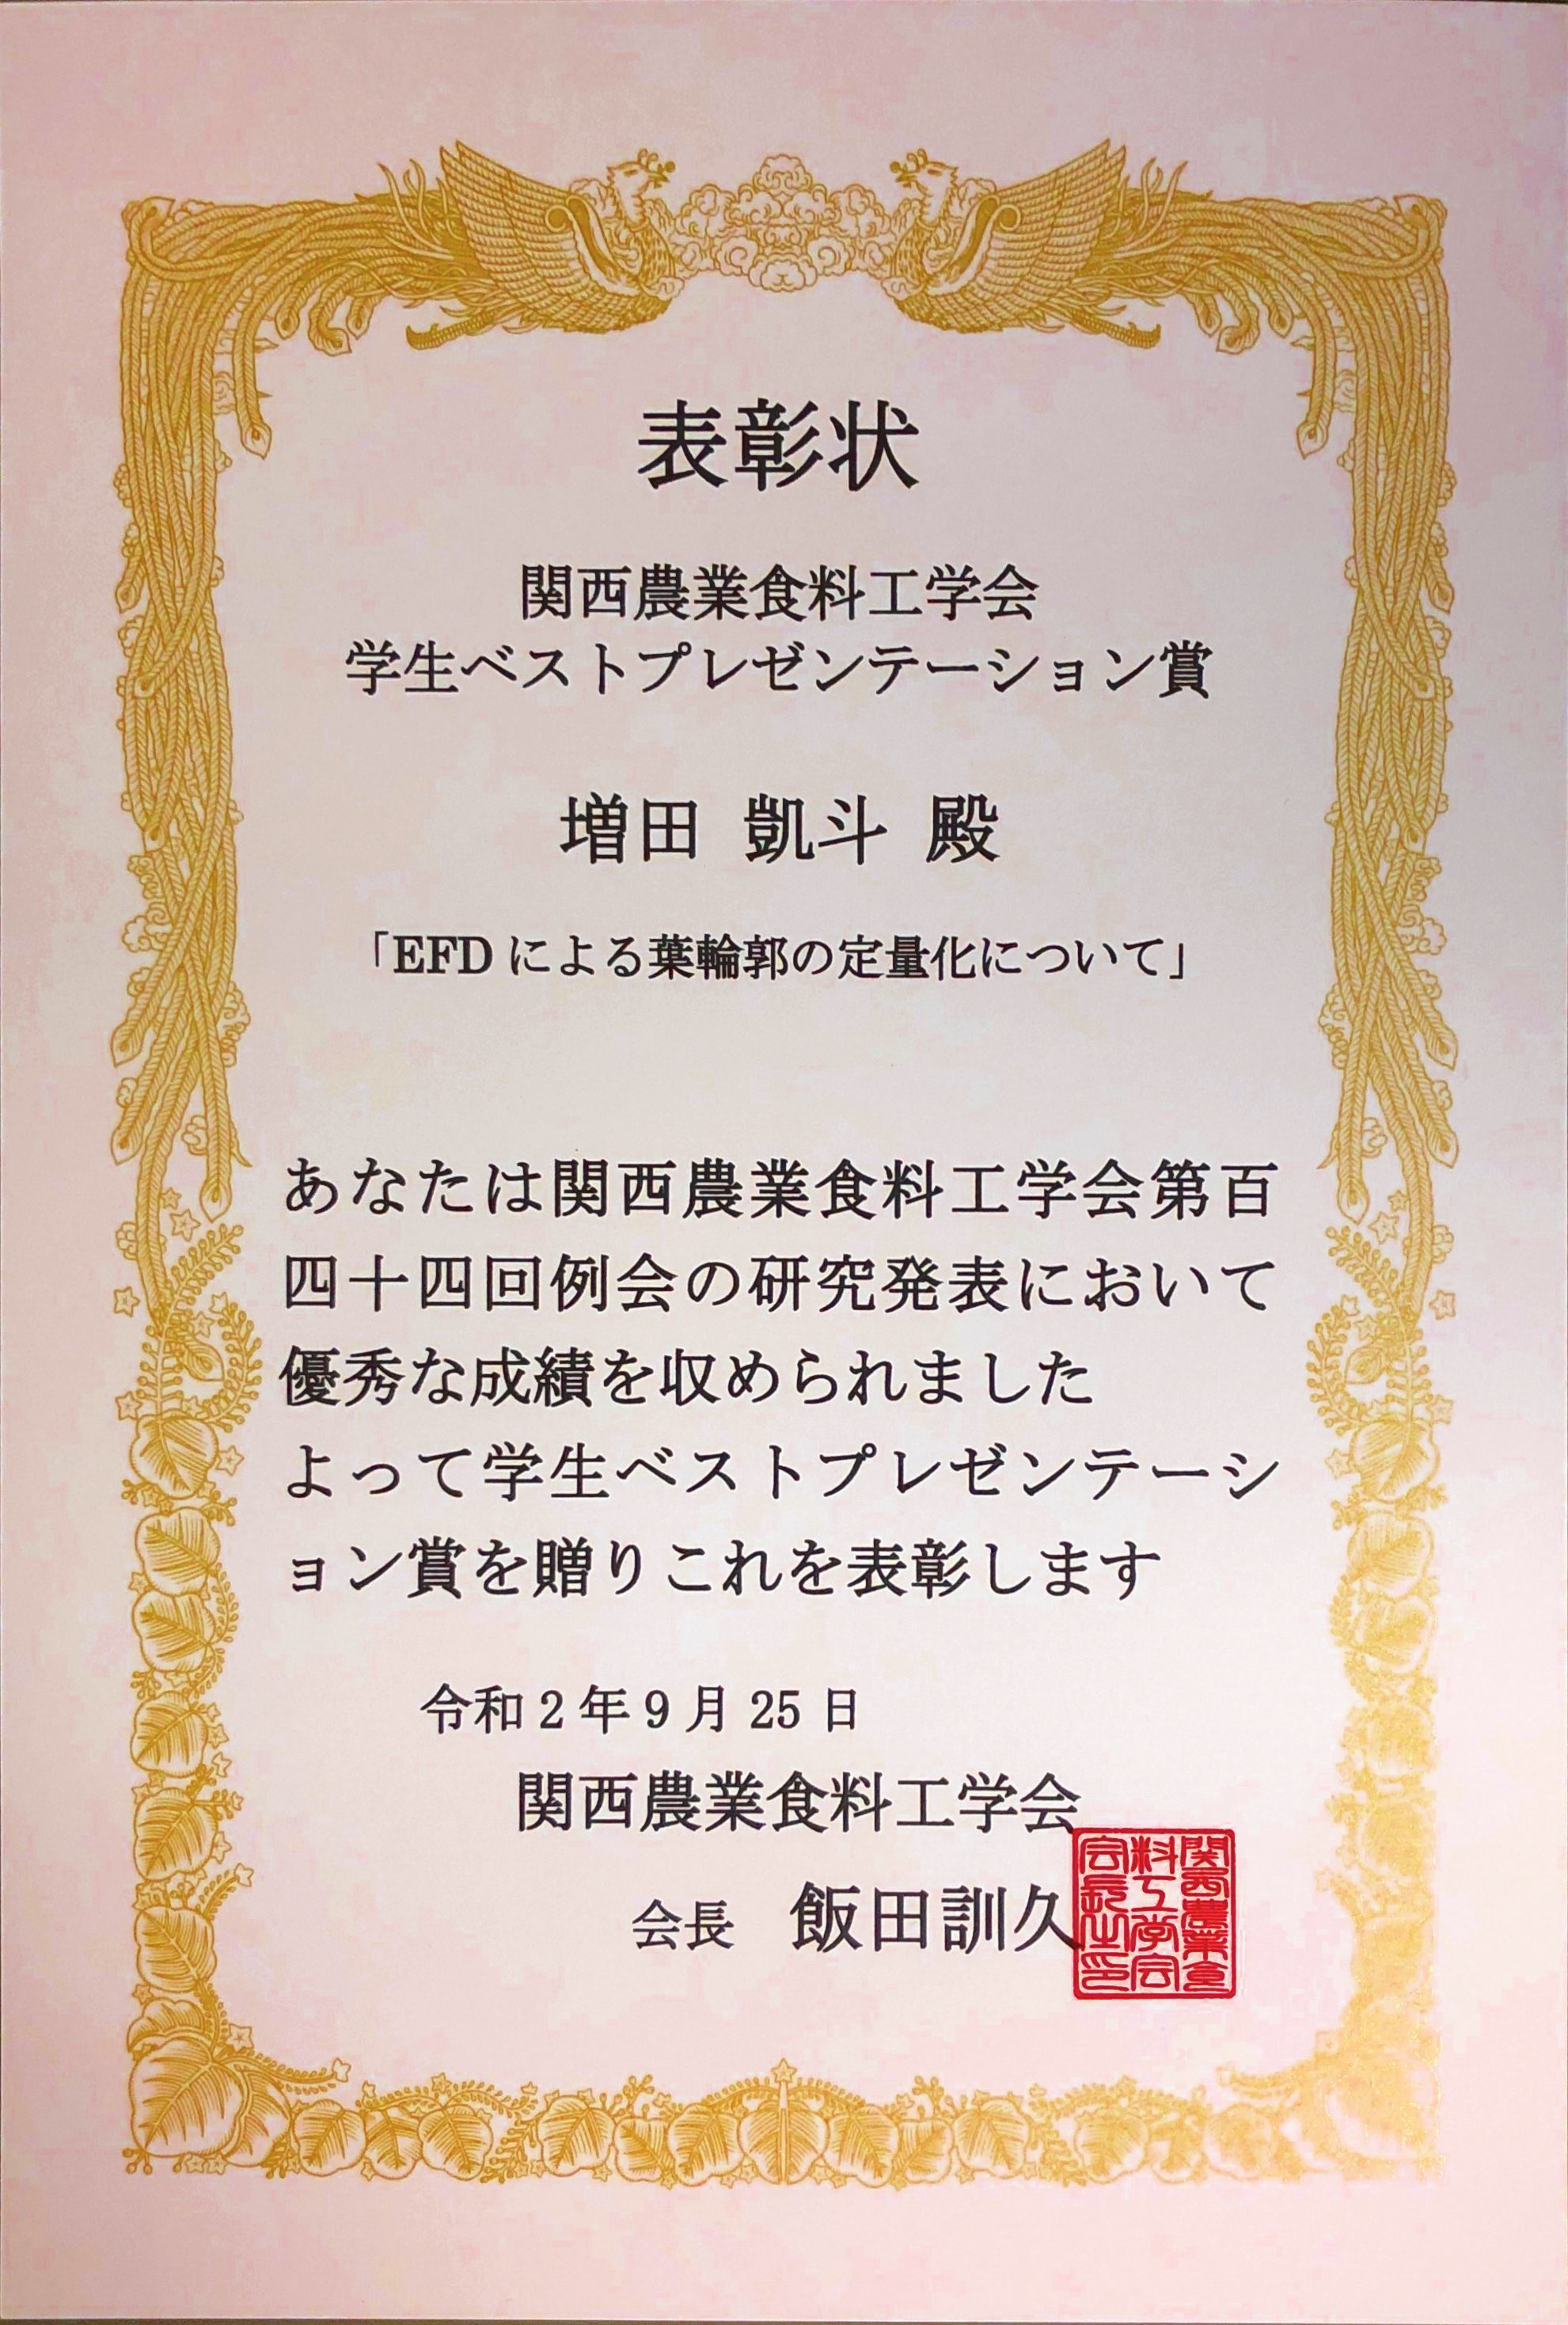 表彰状
関西農業食料工学会
学生ベストプレゼンテーション賞
増田 凱斗 殿
「EFDによる葉輪郭の定量化について」
あなたは関西農業食料工学会第百
四十四回例会の研究発表において
優秀な成績を収められました
よって学生ベストプレゼンテーシ
ョン賞を贈りこれを表彰します
令和2年9月25日
関西農業食料工学会
会長 飯田訓久
関西農業食
料工学会
会長之印